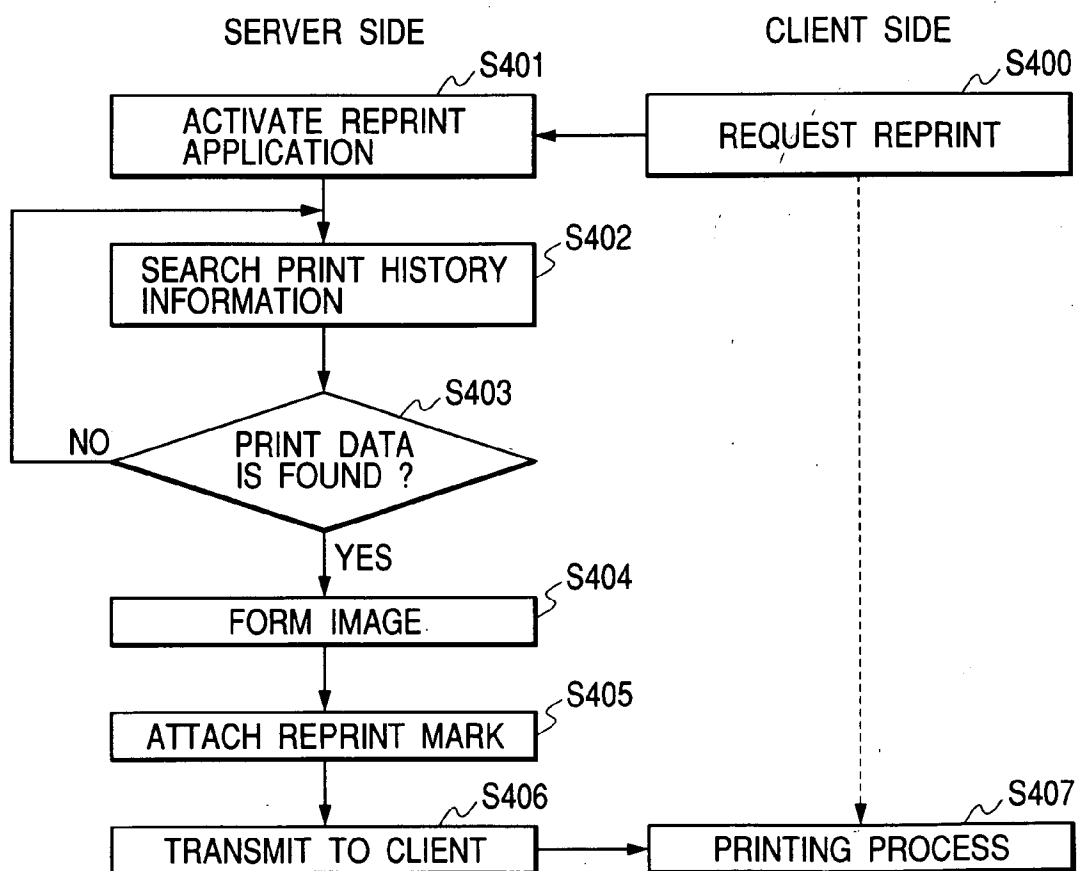 SERVER SIDE
CLIENT SIDE
S401
S400
ACTIVATE REPRINT
APPLICATION
REQUEST REPRINT
S402
SEARCH PRINT HISTORY
INFORMATION
S403
NO
PRINT DATA
IS FOUND ?
YES
S404
FORM IMAGE
S405
ATTACH REPRINT MARK
S406
S407
TRANSMIT TO CLIENT
PRINTING PROCESS